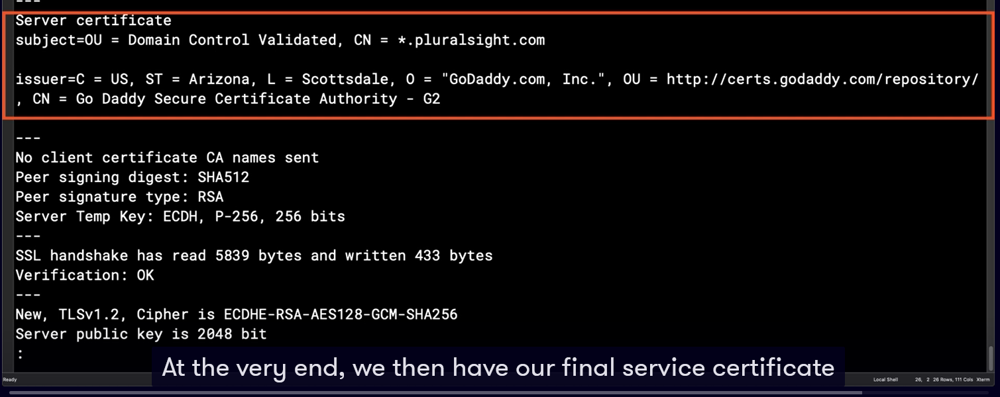 ---
Server certificate
subject=OU = Domain Control Validated, CN = *.pluralsight.com
issuer=C = US, ST = Arizona, L = Scottsdale, O = "GoDaddy.com, Inc.", OU = http://certs.godaddy.com/repository/
, CN = Go Daddy Secure Certificate Authority - G2
---
No client certificate CA names sent
Peer signing digest: SHA512
Peer signature type: RSA
Server Temp Key: ECDH, P-256, 256 bits
---
SSL handshake has read 5839 bytes and written 433 bytes
Verification: OK
---
New, TLSv1.2, Cipher is ECDHE-RSA-AES128-GCM-SHA256
Server public key is 2048 bit
:
At the very end, we then have our final service certificate
Ready Local Shell 26, 2 26 Rows, 111 Cols Xterm